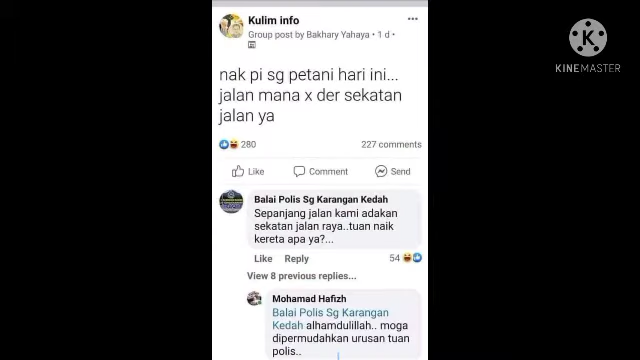 Kulim info
Group post by Bakhary Yahaya • 1 d •
nak pi sg petani hari ini...
jalan mana x der sekatan
jalan ya
280
227 comments
Like
Comment
Send
Balai Polis Sg Karangan Kedah
Sepanjang jalan kami adakan
sekatan jalan raya..tuan naik
kereta apa ya?...
Like Reply
54
View 8 previous replies...
Mohamad Hafizh
Balai Polis Sg Karangan
Kedah alhamdulillah.. moga
dipermudahkan urusan tuan
polis..
K
KINEMASTER